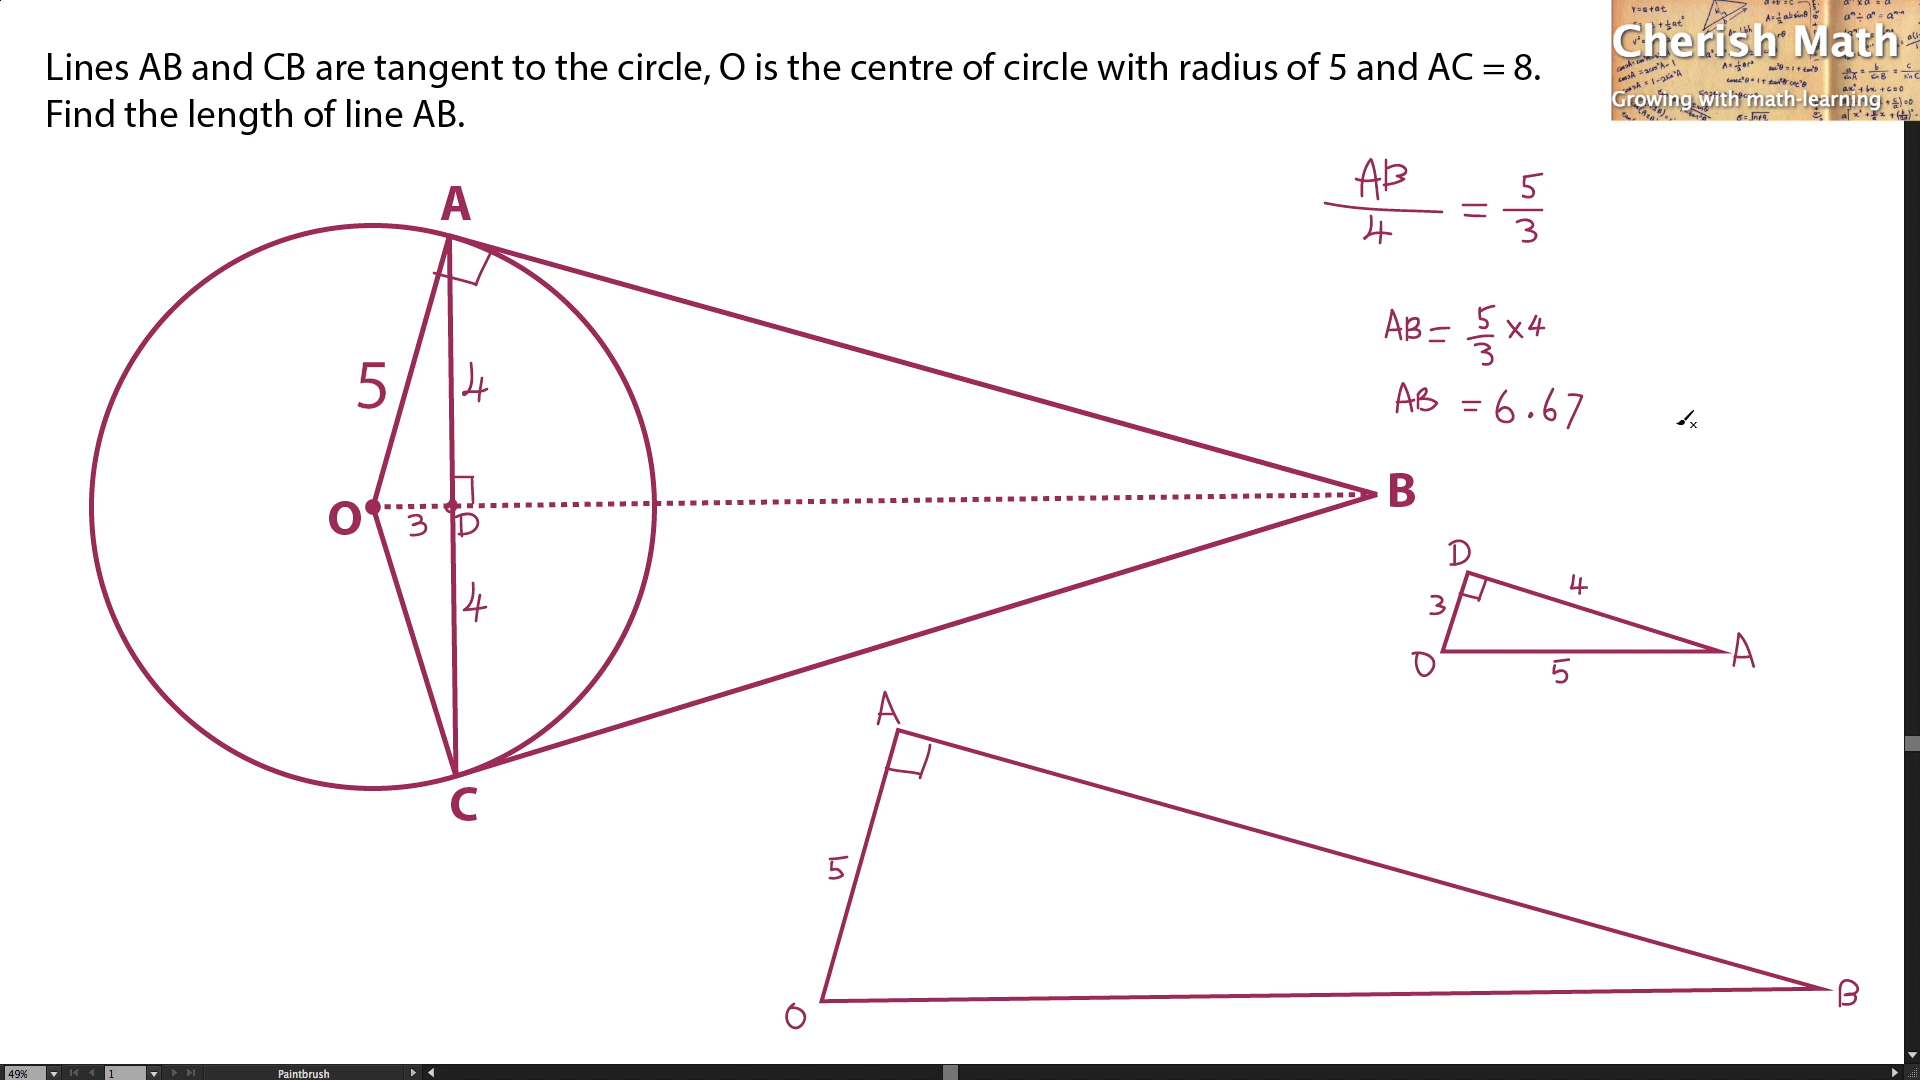 Lines AB and CB are tangent to the circle, O is the centre of circle with radius of 5 and AC = 8.
Find the length of line AB.
Cherish Math
Growing with math-learning
AB/4 = 5/3
AB = 5/3 x 4
AB = 6.67
A
5
4
O
3
D
B
4
C
D
3
4
O
5
A
A
5
O
B
49%
1
Paintbrush